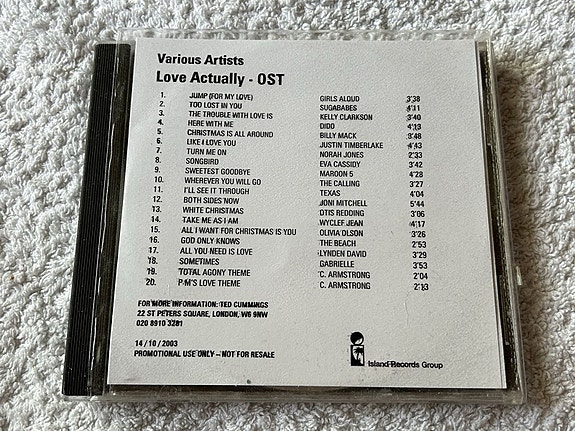 Various Artists
Love Actually - OST
1. JUMP (FOR MY LOVE) GIRLS ALOUD 3'38
2. TOO LOST IN YOU SUGABABES 4'11
3. THE TROUBLE WITH LOVE IS KELLY CLARKSON 3'40
4. HERE WITH ME DIDO 4'13
5. CHRISTMAS IS ALL AROUND BILLY MACK 3'48
6. LIKE I LOVE YOU JUSTIN TIMBERLAKE 4'43
7. TURN ME ON NORAH JONES 2'33
8. SONGBIRD EVA CASSIDY 3'42
9. SWEETEST GOODBYE MAROON 5 4'28
10. WHEREVER YOU WILL GO THE CALLING 3'27
11. I'LL SEE IT THROUGH TEXAS 4'04
12. BOTH SIDES NOW JONI MITCHELL 5'44
13. WHITE CHRISTMAS OTIS REDDING 3'06
14. TAKE ME AS I AM WYCLEF JEAN 4'17
15. ALL I WANT FOR CHRISTMAS IS YOU OLIVIA OLSON 3'26
16. GOD ONLY KNOWS THE BEACH 2'53
17. ALL YOU NEED IS LOVE LYNDEN DAVID 3'29
18. SOMETIMES GABRIELLE 3'53
19. TOTAL AGONY THEME C. ARMSTRONG 2'04
20. P.M'S LOVE THEME C. ARMSTRONG 2'13
FOR MORE INFORMATION: TED CUMMINGS
22 ST PETERS SQUARE, LONDON, W6 9NW
020 8910 3281
14 / 10 / 2003
PROMOTIONAL USE ONLY – NOT FOR RESALE
Island Records Group